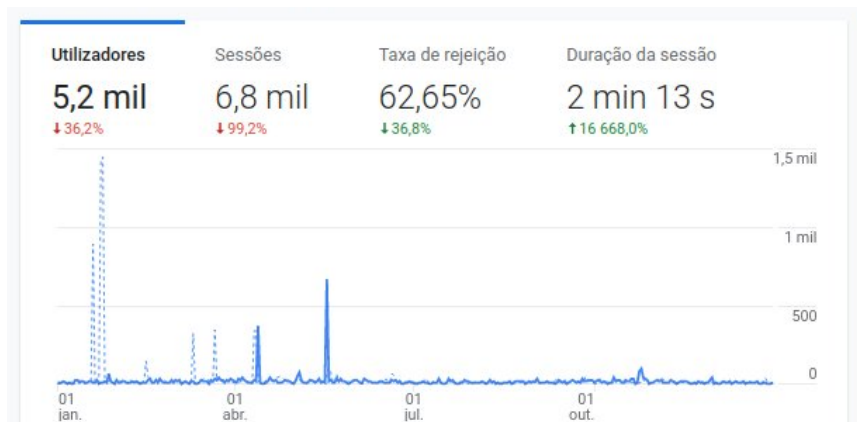 Utilizadores Sessões Taxa de rejeição Duração da sessão
5,2 mil 6,8 mil 62,65% 2 min 13 s
↓36,2% ↓99,2% ↓36,8% ↑16 668,0%
1,5 mil
1 mil
500
0
01 01 01 01
jan. abr. jul. out.